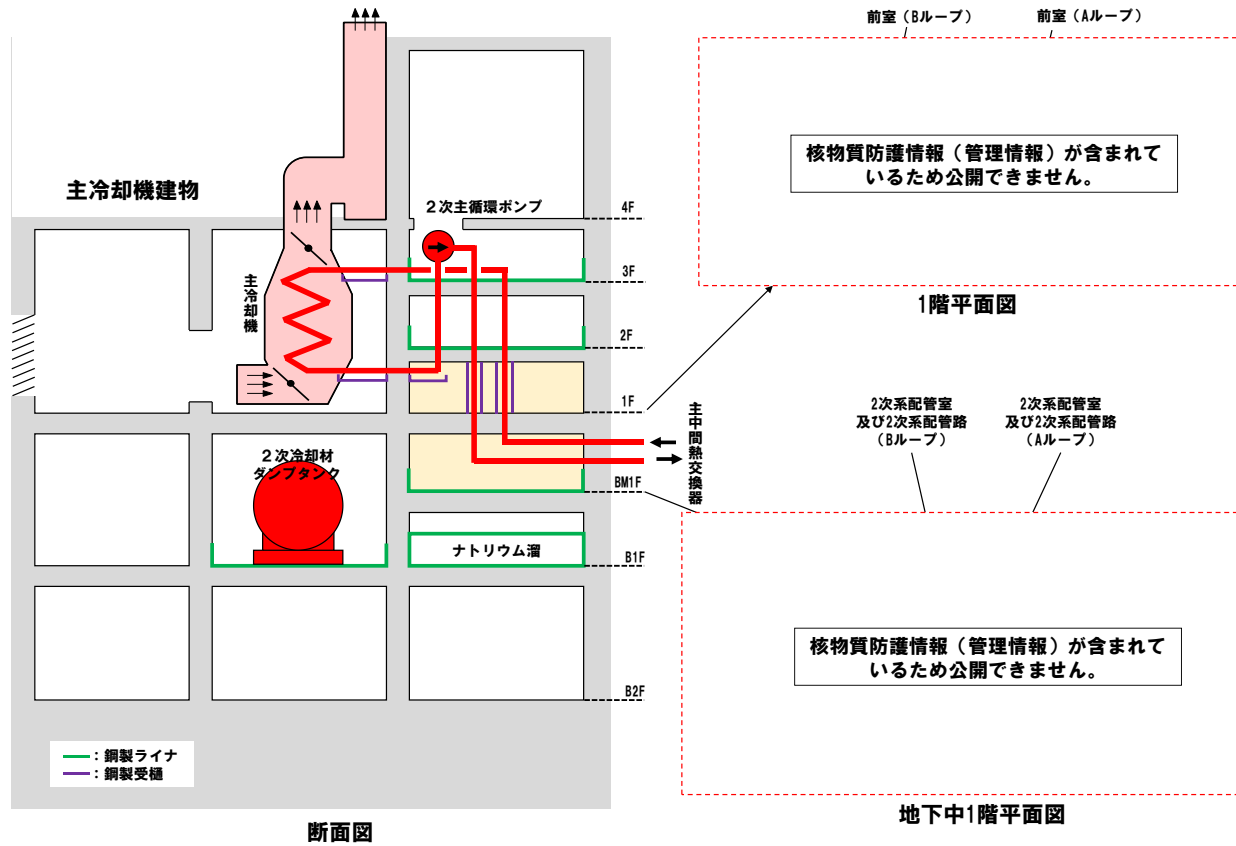 主冷却機建物
2次主循環ポンプ
主冷却機
4F
3F
2F
1F
BM1F
B1F
B2F
主中間熱交換器
2次冷却材
ダンプタンク
ナトリウム溜
:鋼製ライナ
:鋼製受樋
断面図
前室(Bループ)
前室(Aループ)
核物質防護情報(管理情報)が含まれて
いるため公開できません。
1階平面図
2次系配管室
及び2次系配管路
(Bループ)
2次系配管室
及び2次系配管路
(Aループ)
核物質防護情報(管理情報)が含まれて
いるため公開できません。
地下中1階平面図